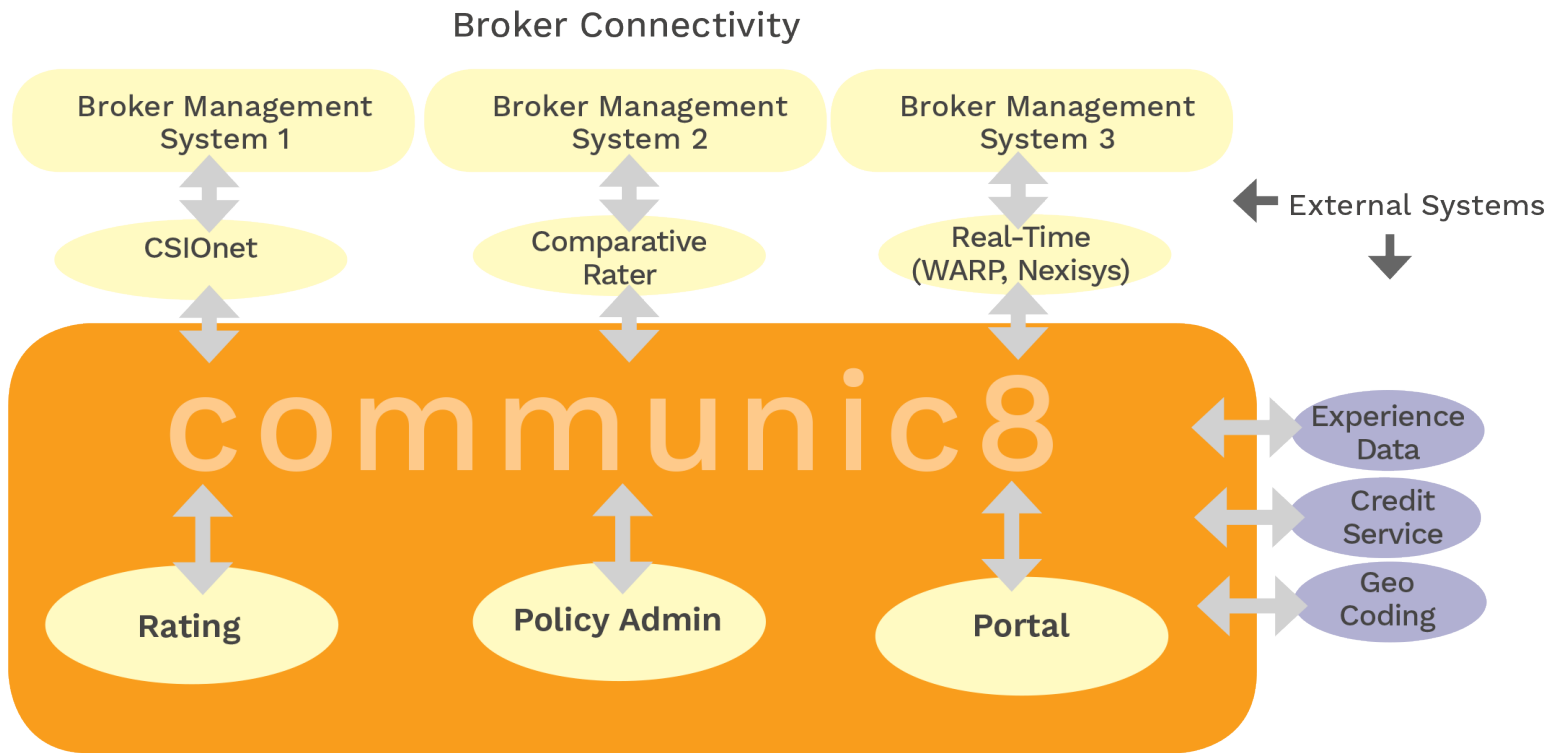 Broker Connectivity
Broker Management
System 1
Broker Management
System 2
Broker Management
System 3
External Systems
CSIOnet
Comparative
Rater
Real-Time
(WARP, Nexisys)
communic8
Experience
Data
Credit
Service
Geo
Coding
Rating
Policy Admin
Portal